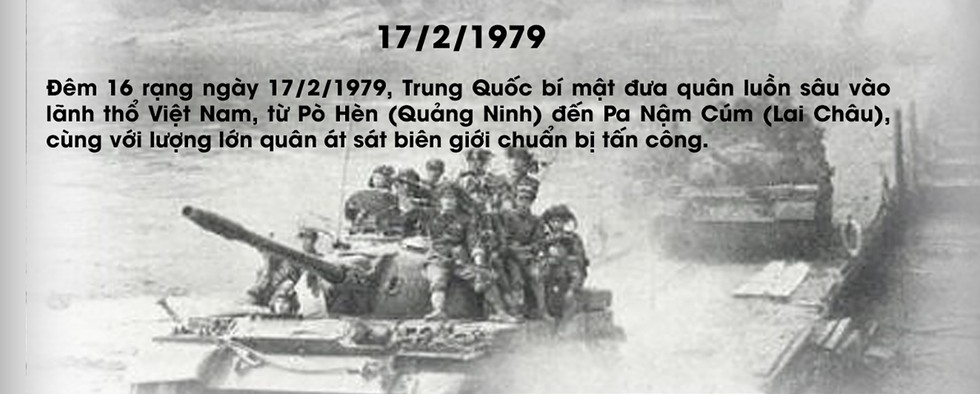 17/2/1979
Đêm 16 rạng ngày 17/2/1979, Trung Quốc bí mật đưa quân luồn sâu vào
lãnh thổ Việt Nam, từ Pò Hèn (Quảng Ninh) đến Pa Nậm Cúm (Lai Châu),
cùng với lượng lớn quân át sát biên giới chuẩn bị tấn công.